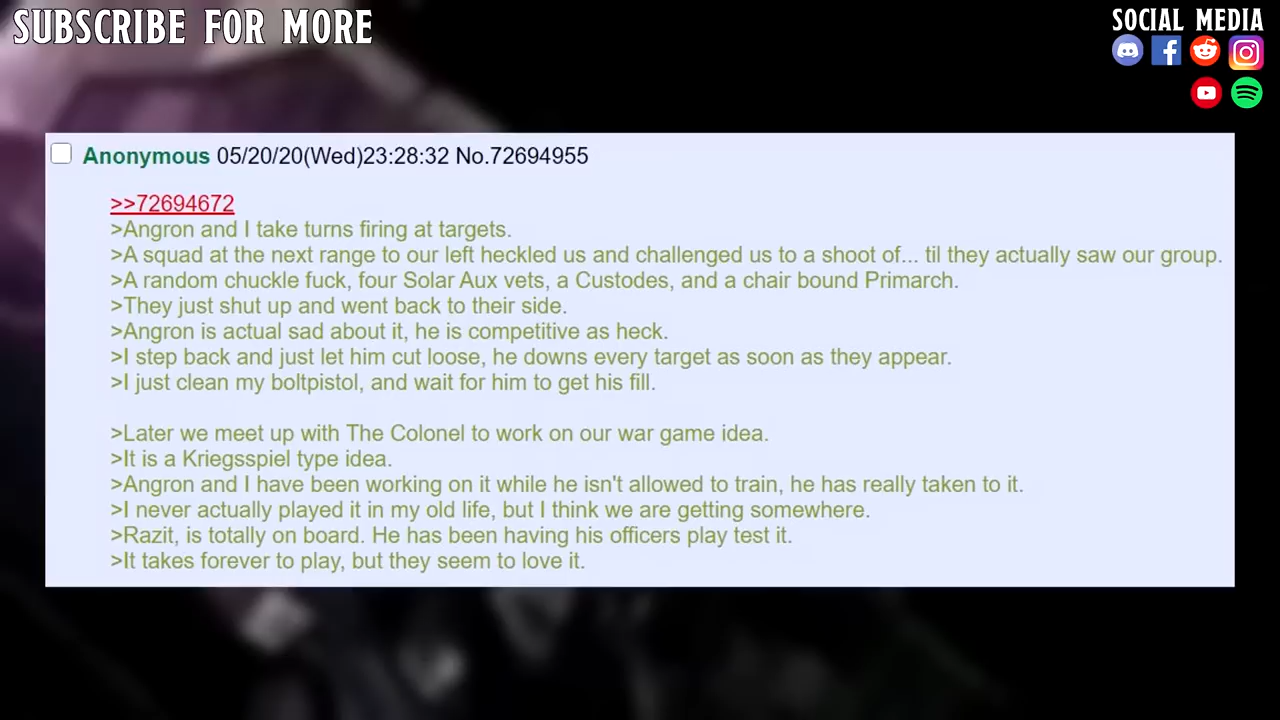 SUBSCRIBE FOR MORE
SOCIAL MEDIA
Anonymous 05/20/20(Wed)23:28:32 No.72694955
>>72694672
>Angron and I take turns firing at targets.
>A squad at the next range to our left heckled us and challenged us to a shoot of... til they actually saw our group.
>A random chuckle fuck, four Solar Aux vets, a Custodes, and a chair bound Primarch.
>They just shut up and went back to their side.
>Angron is actual sad about it, he is competitive as heck.
>I step back and just let him cut loose, he downs every target as soon as they appear.
>I just clean my boltpistol, and wait for him to get his fill.
>Later we meet up with The Colonel to work on our war game idea.
>It is a Kriegsspiel type idea.
>Angron and I have been working on it while he isn't allowed to train, he has really taken to it.
>I never actually played it in my old life, but I think we are getting somewhere.
>Razit, is totally on board. He has been having his officers play test it.
>It takes forever to play, but they seem to love it.